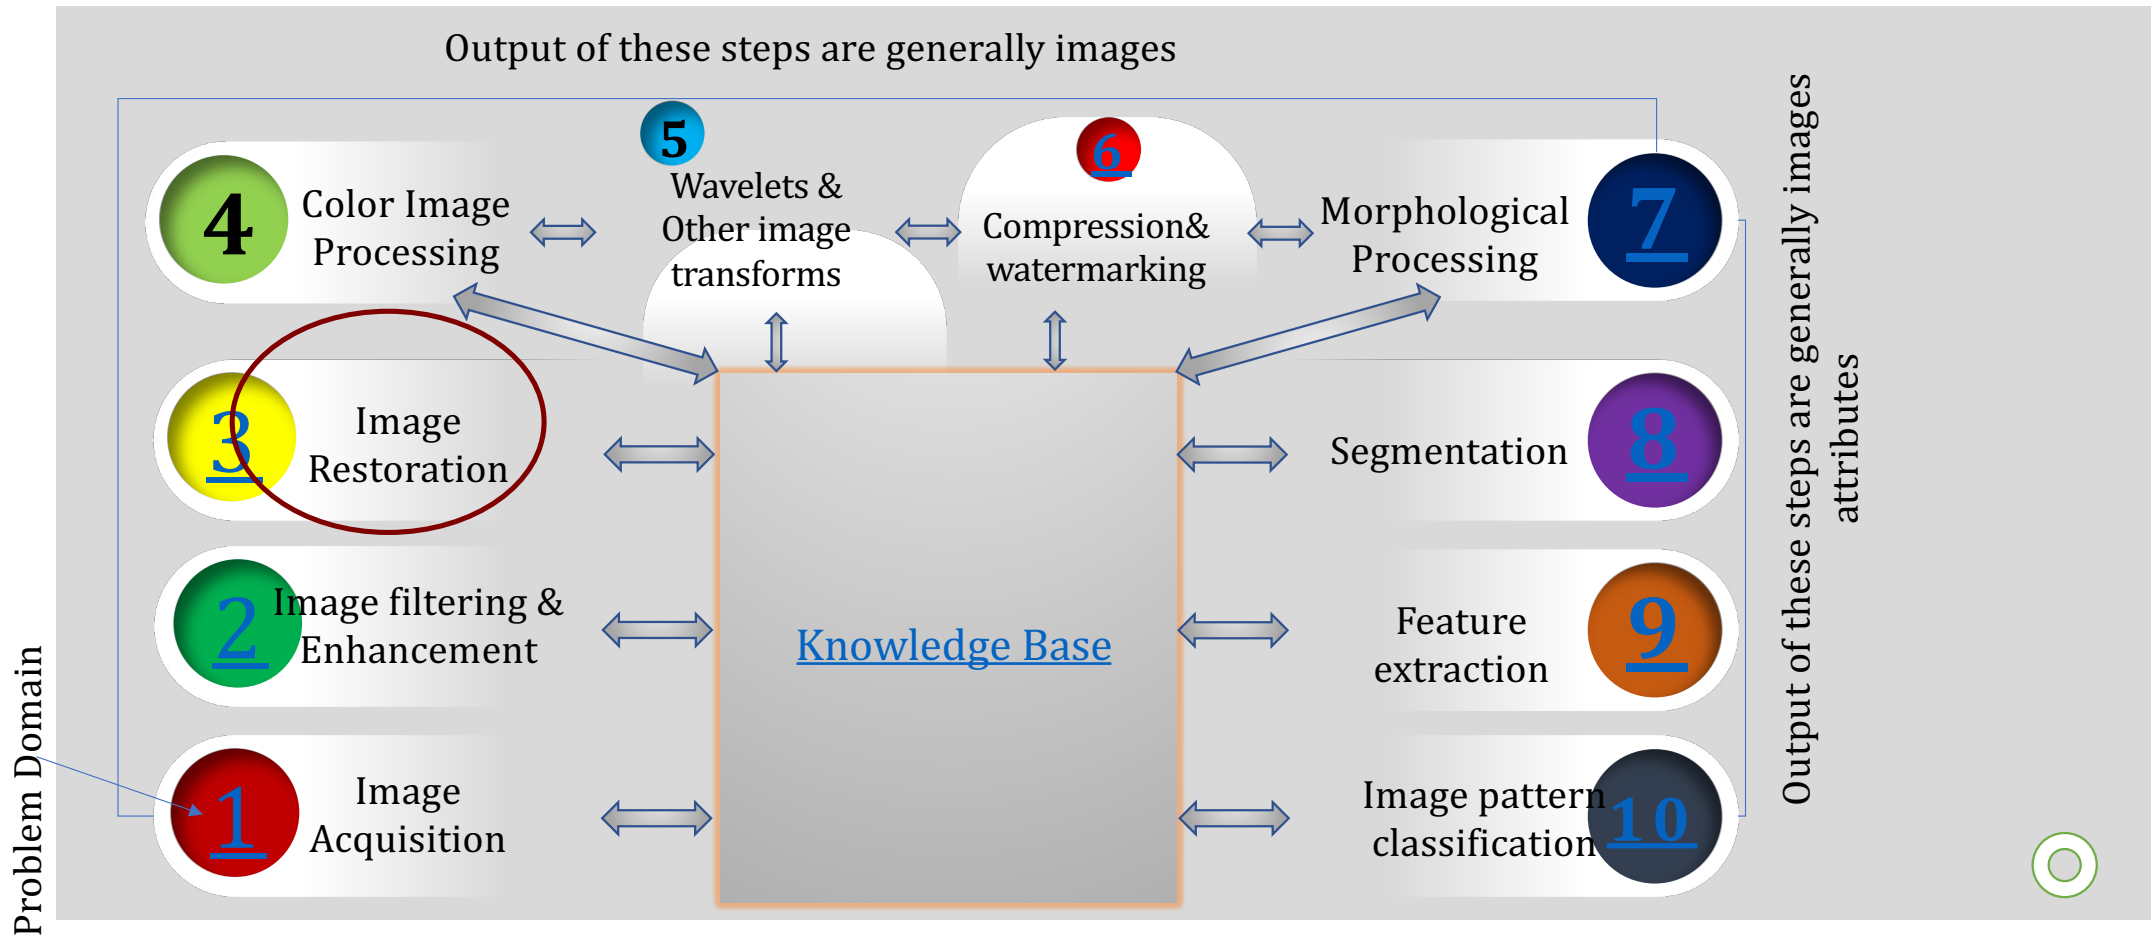 Output of these steps are generally images
4
Color Image
Processing
5
Wavelets &
Other image
transforms
6
Compression&
watermarking
Morphological
Processing
7
3
Image
Restoration
Segmentation
8
2
Image filtering &
Enhancement
Knowledge Base
Feature
extraction
9
1
Image
Acquisition
Image pattern
classification
10
Problem Domain
Output of these steps are generally images
attributes